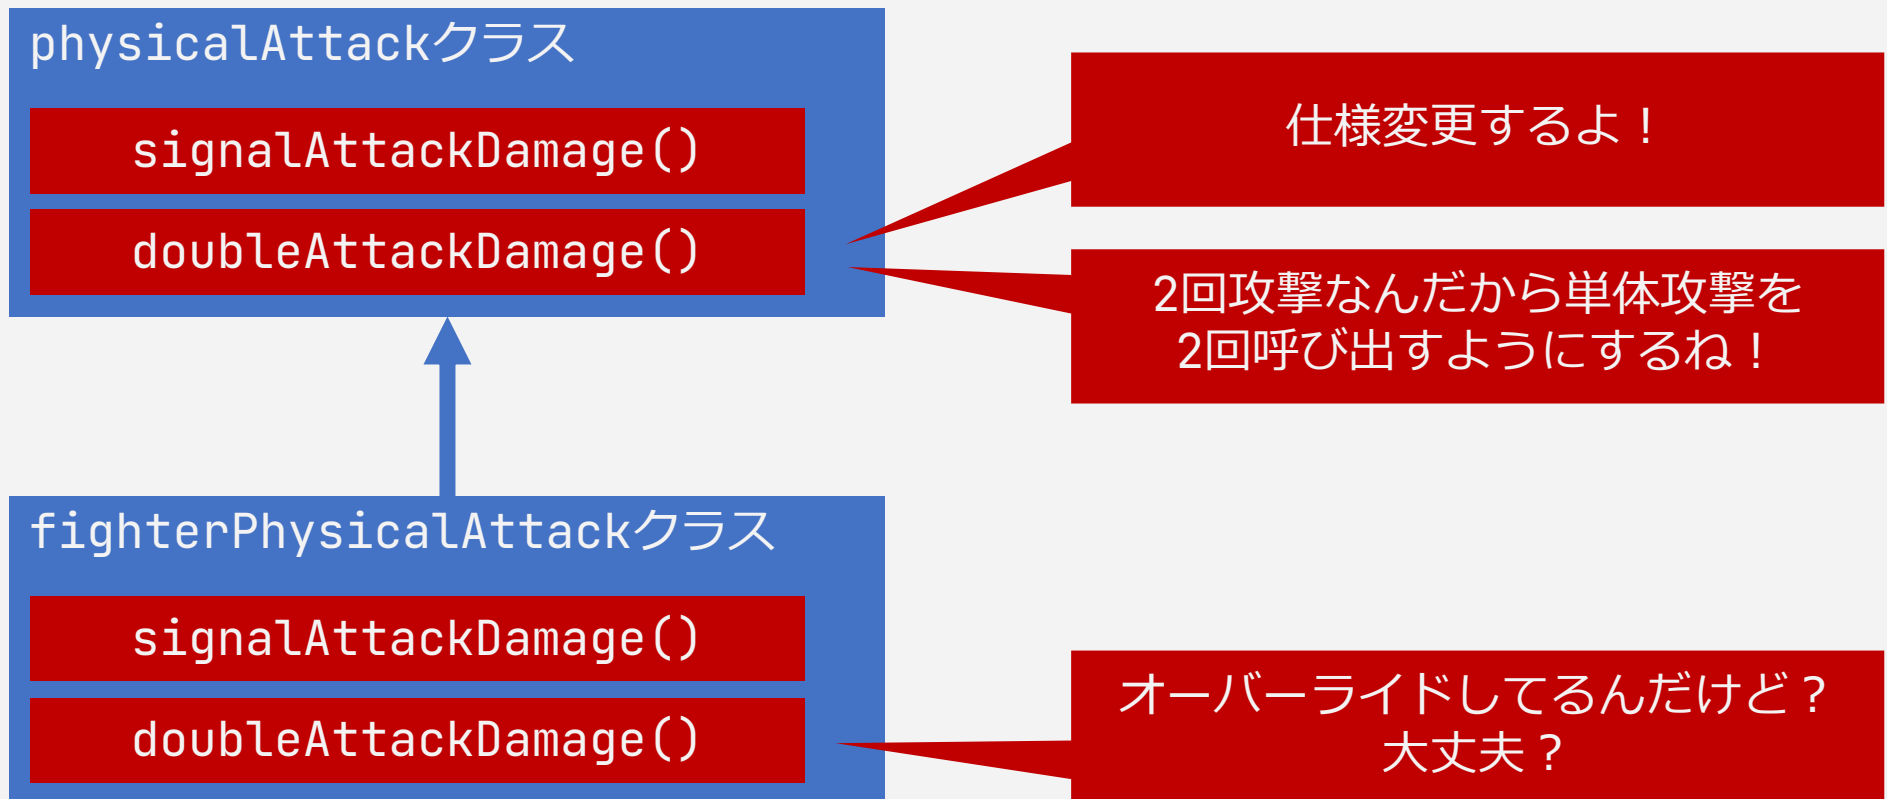 physicalAttackクラス
signalAttackDamage()
doubleAttackDamage()
仕様変更するよ！
2回攻撃なんだから単体攻撃を
2回呼び出すようにするね！
fighterPhysicalAttackクラス
signalAttackDamage()
doubleAttackDamage()
オーバーライドしてるんだけど？
大丈夫？